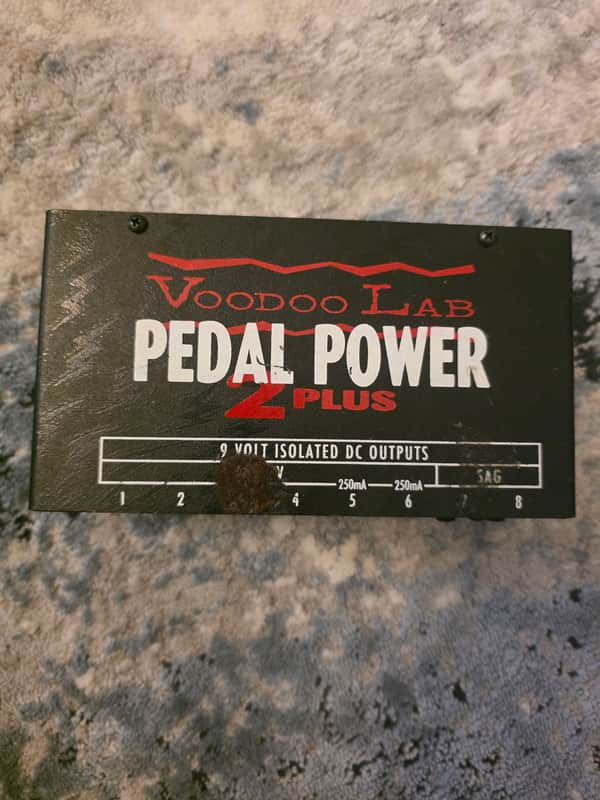 VOODOO LAB
PEDAL POWER
2 PLUS
9 VOLT ISOLATED DC OUTPUTS
V SAG
250mA 250mA
1 2 4 5 6 7 8